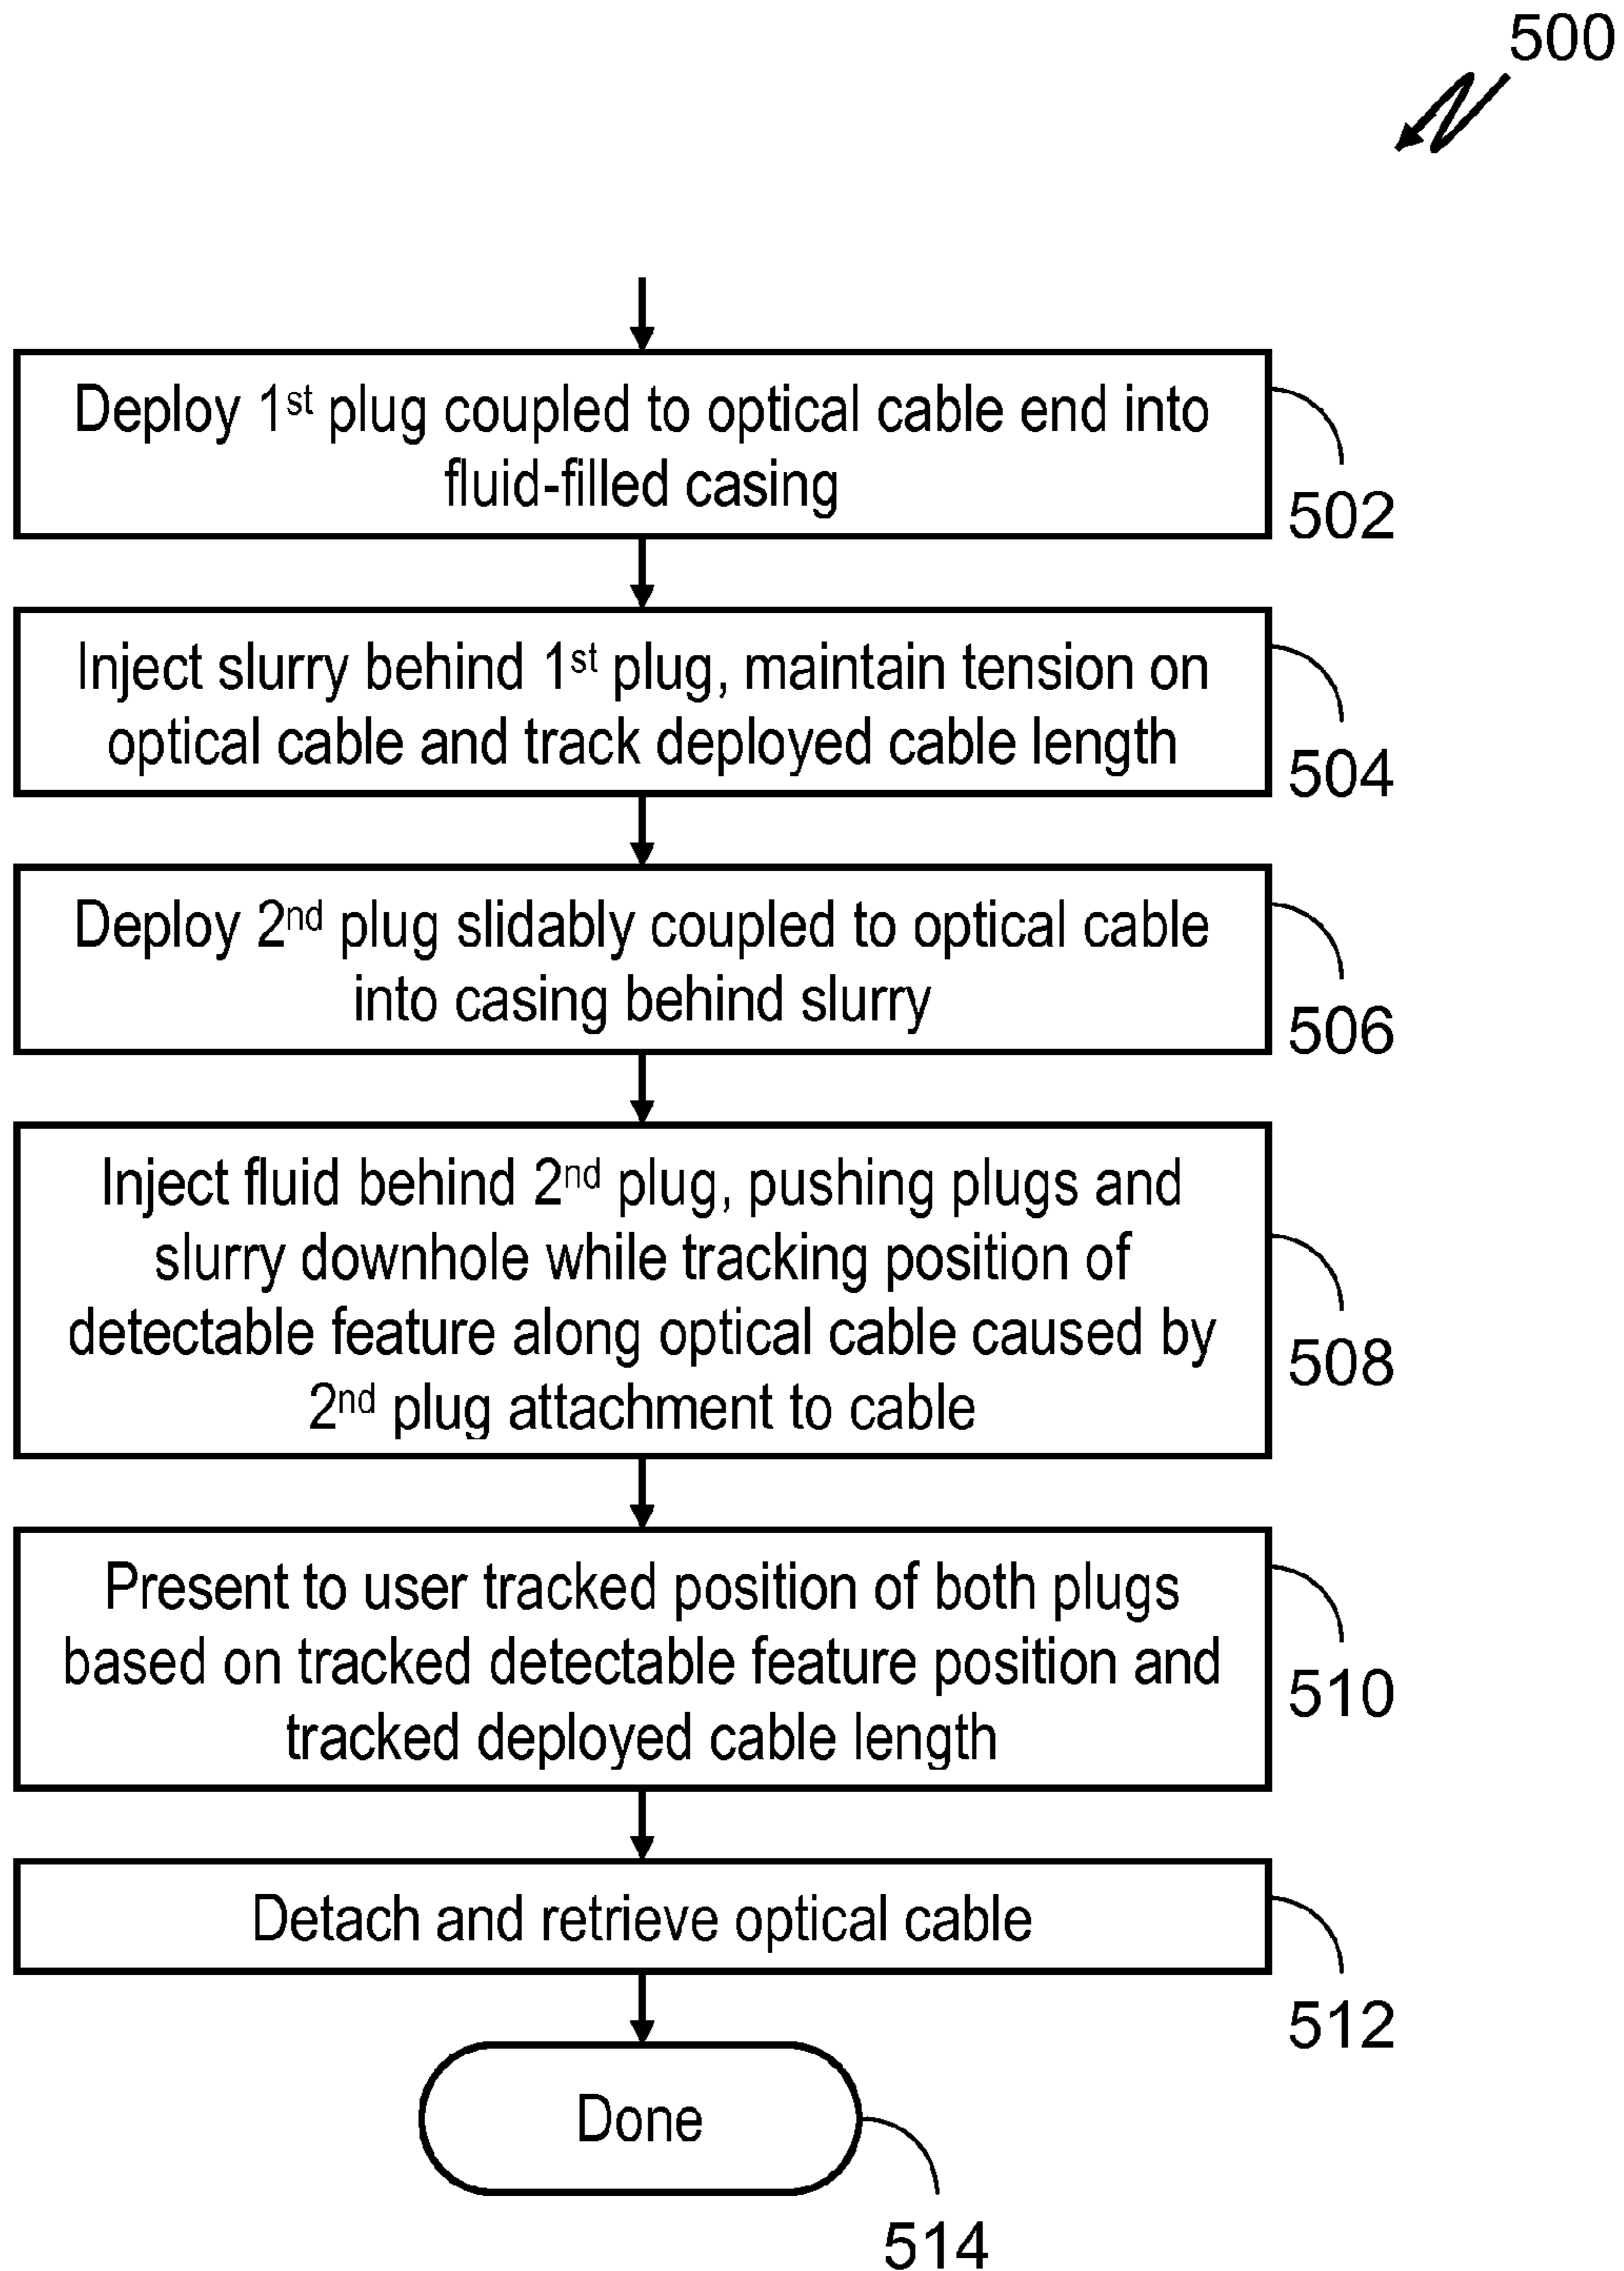 500
Deploy 1st plug coupled to optical cable end into
fluid-filled casing
502
Inject slurry behind 1st plug, maintain tension on
optical cable and track deployed cable length
504
Deploy 2nd plug slidably coupled to optical cable
into casing behind slurry
506
Inject fluid behind 2nd plug, pushing plugs and
slurry downhole while tracking position of
detectable feature along optical cable caused by
2nd plug attachment to cable
508
Present to user tracked position of both plugs
based on tracked detectable feature position and
tracked deployed cable length
510
Detach and retrieve optical cable
512
Done
514